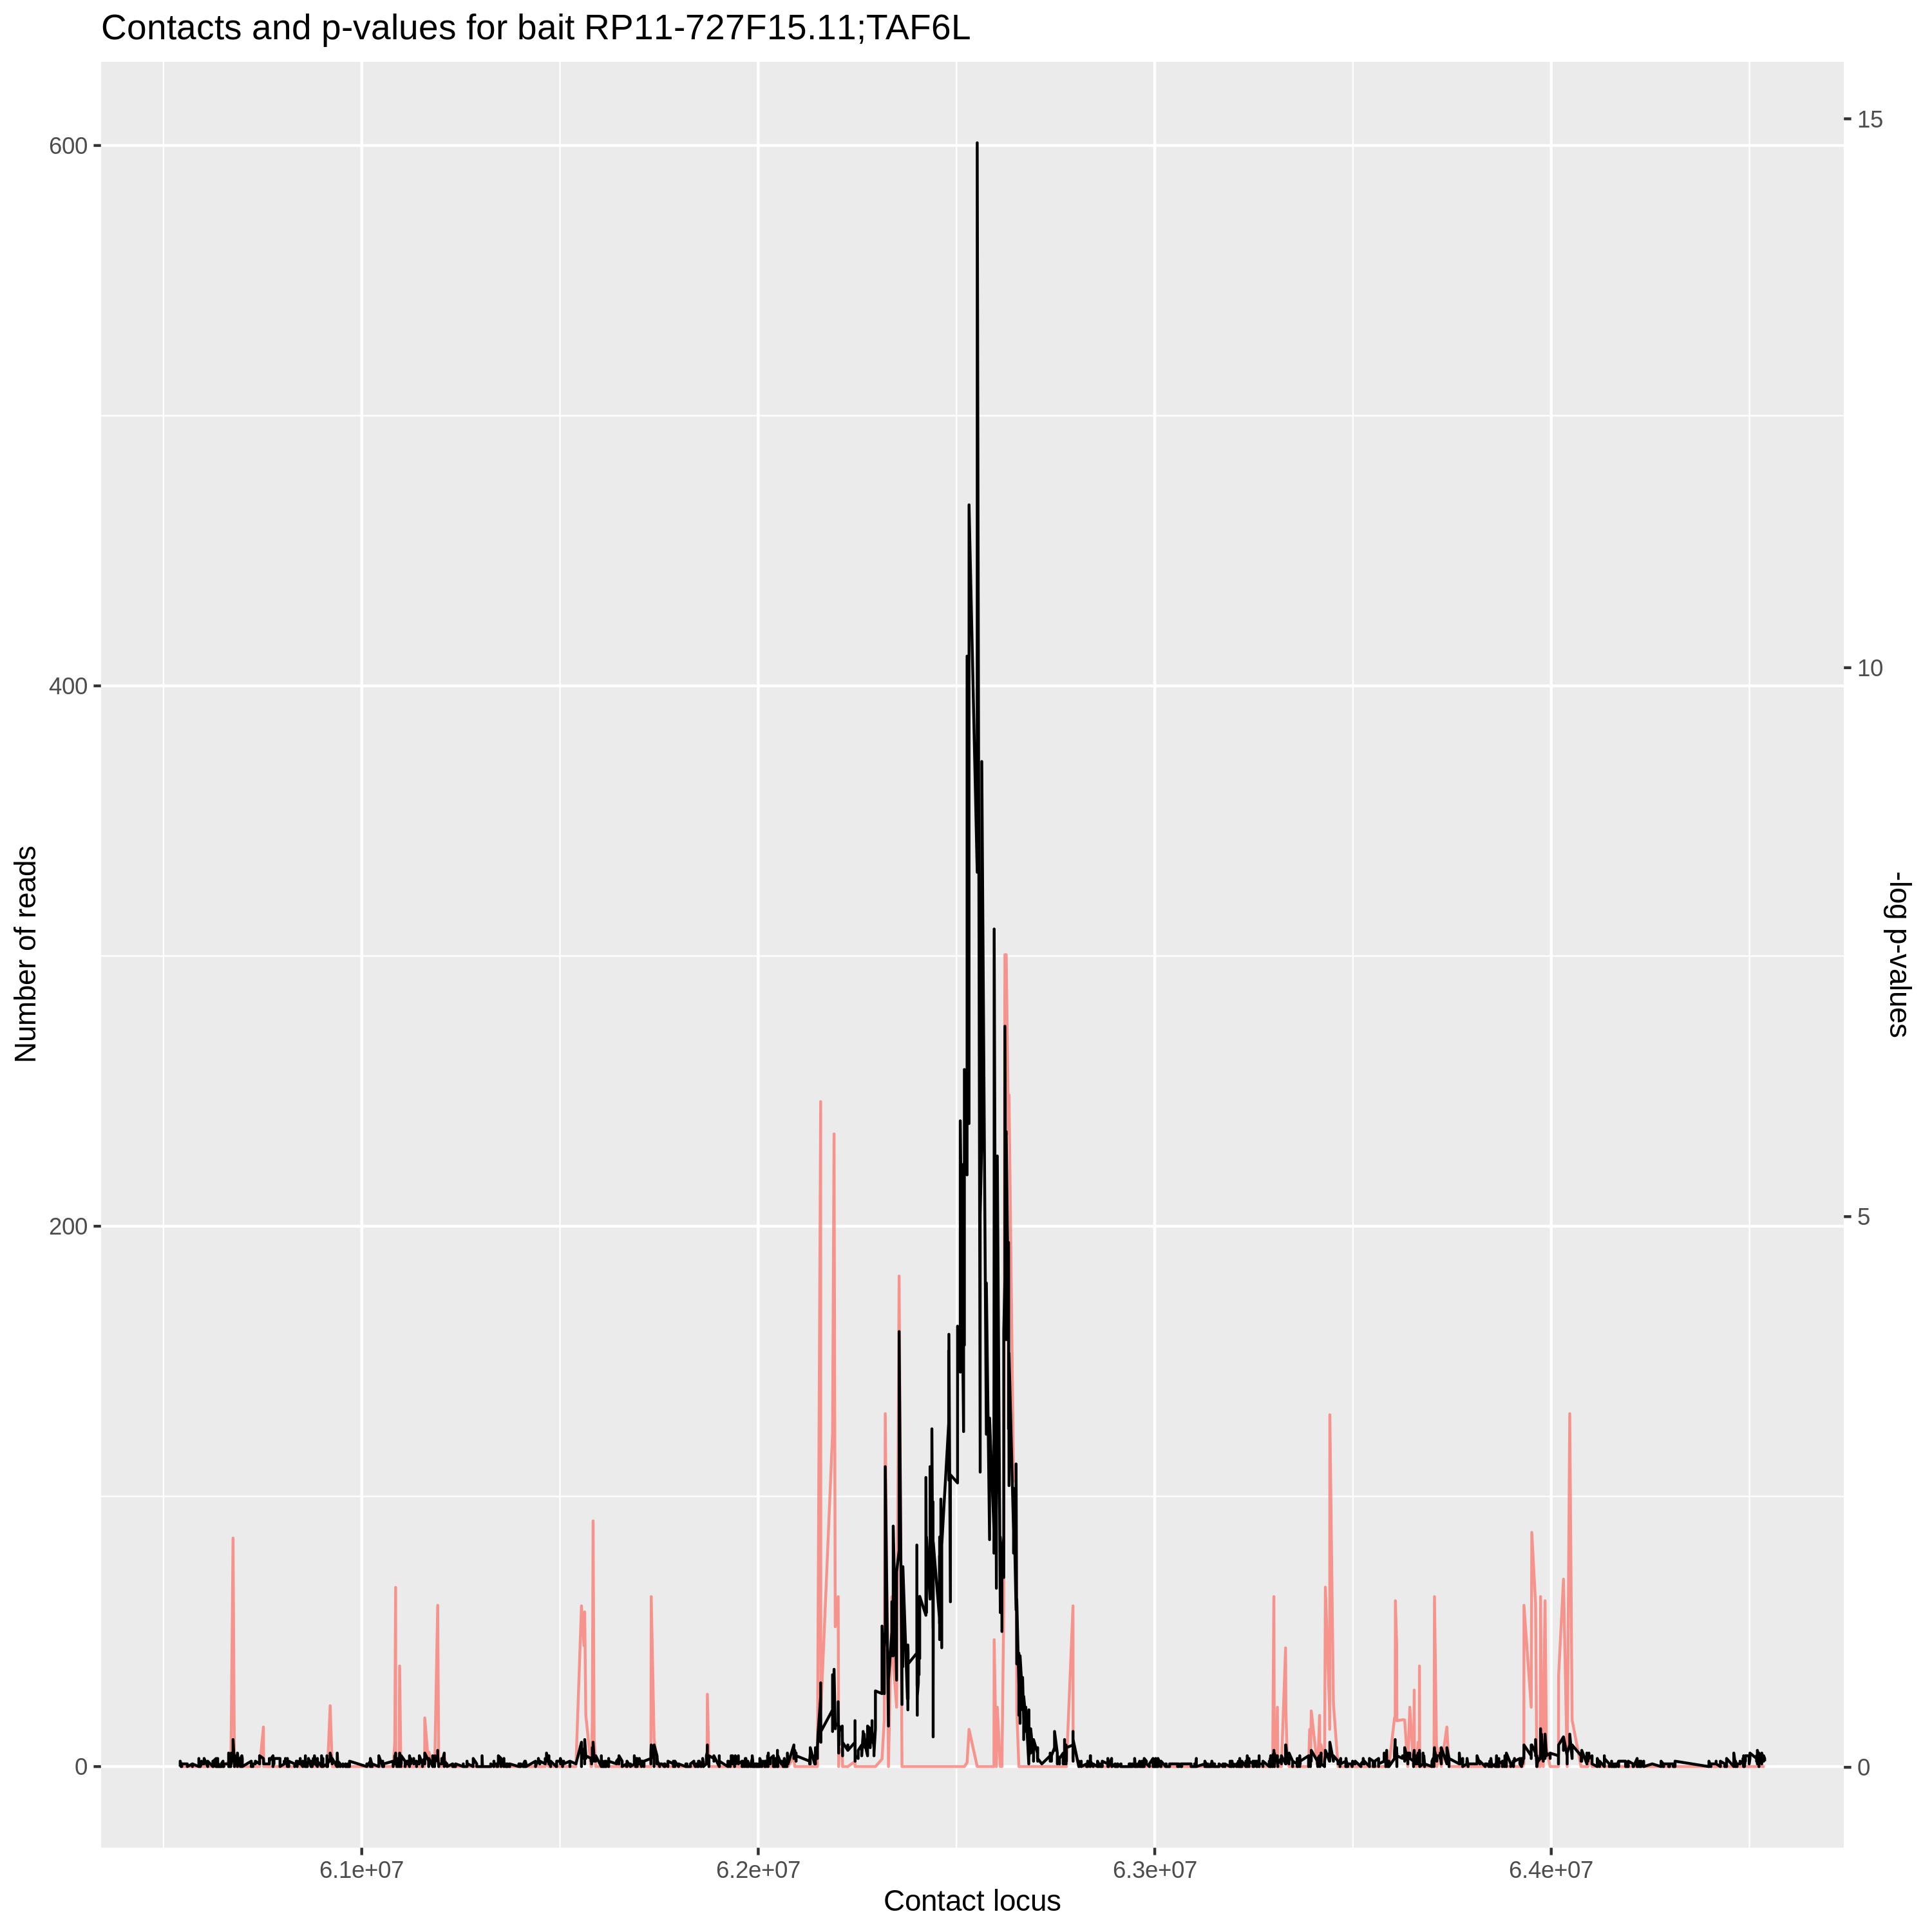 Contacts and p-values for bait RP11-727F15.11;TAF6L
600
400
200
0
Number of reads
15
10
5
0
-log p-values
6.1e+07
6.2e+07
6.3e+07
6.4e+07
Contact locus